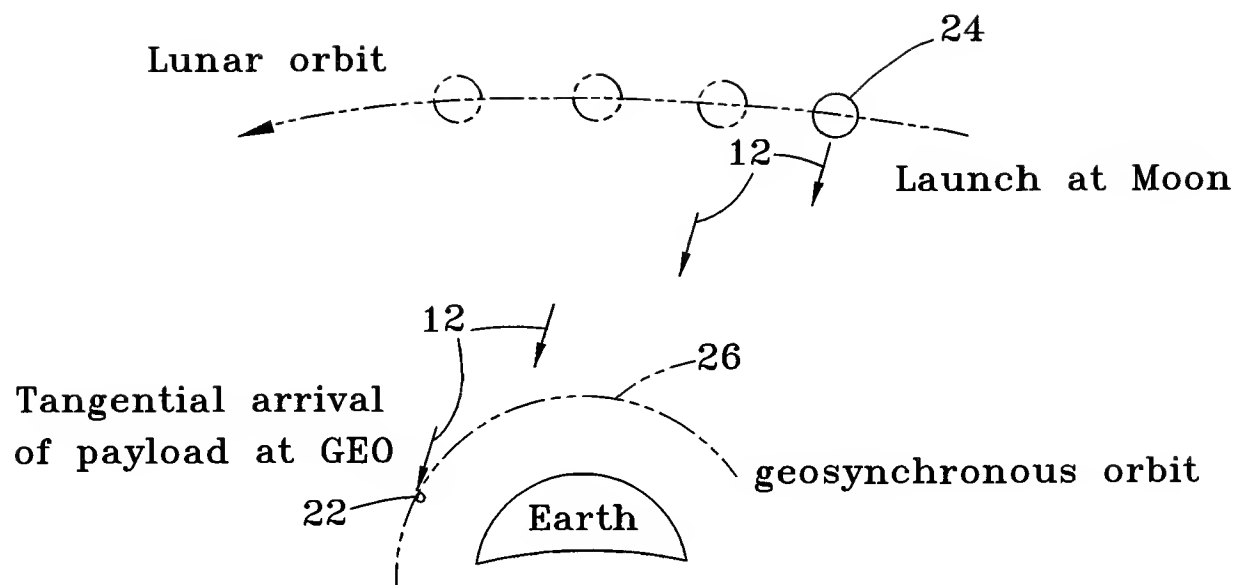 24
Lunar orbit
12
Launch at Moon
12
26
Tangential arrival
of payload at GEO
geosynchronous orbit
22
Earth